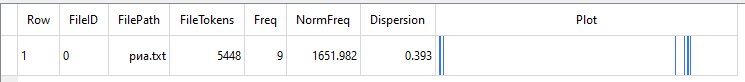 Row FileID FilePath FileTokens Freq NormFreq Dispersion Plot
1 0 риа.txt 5448 9 1651.982 0.393